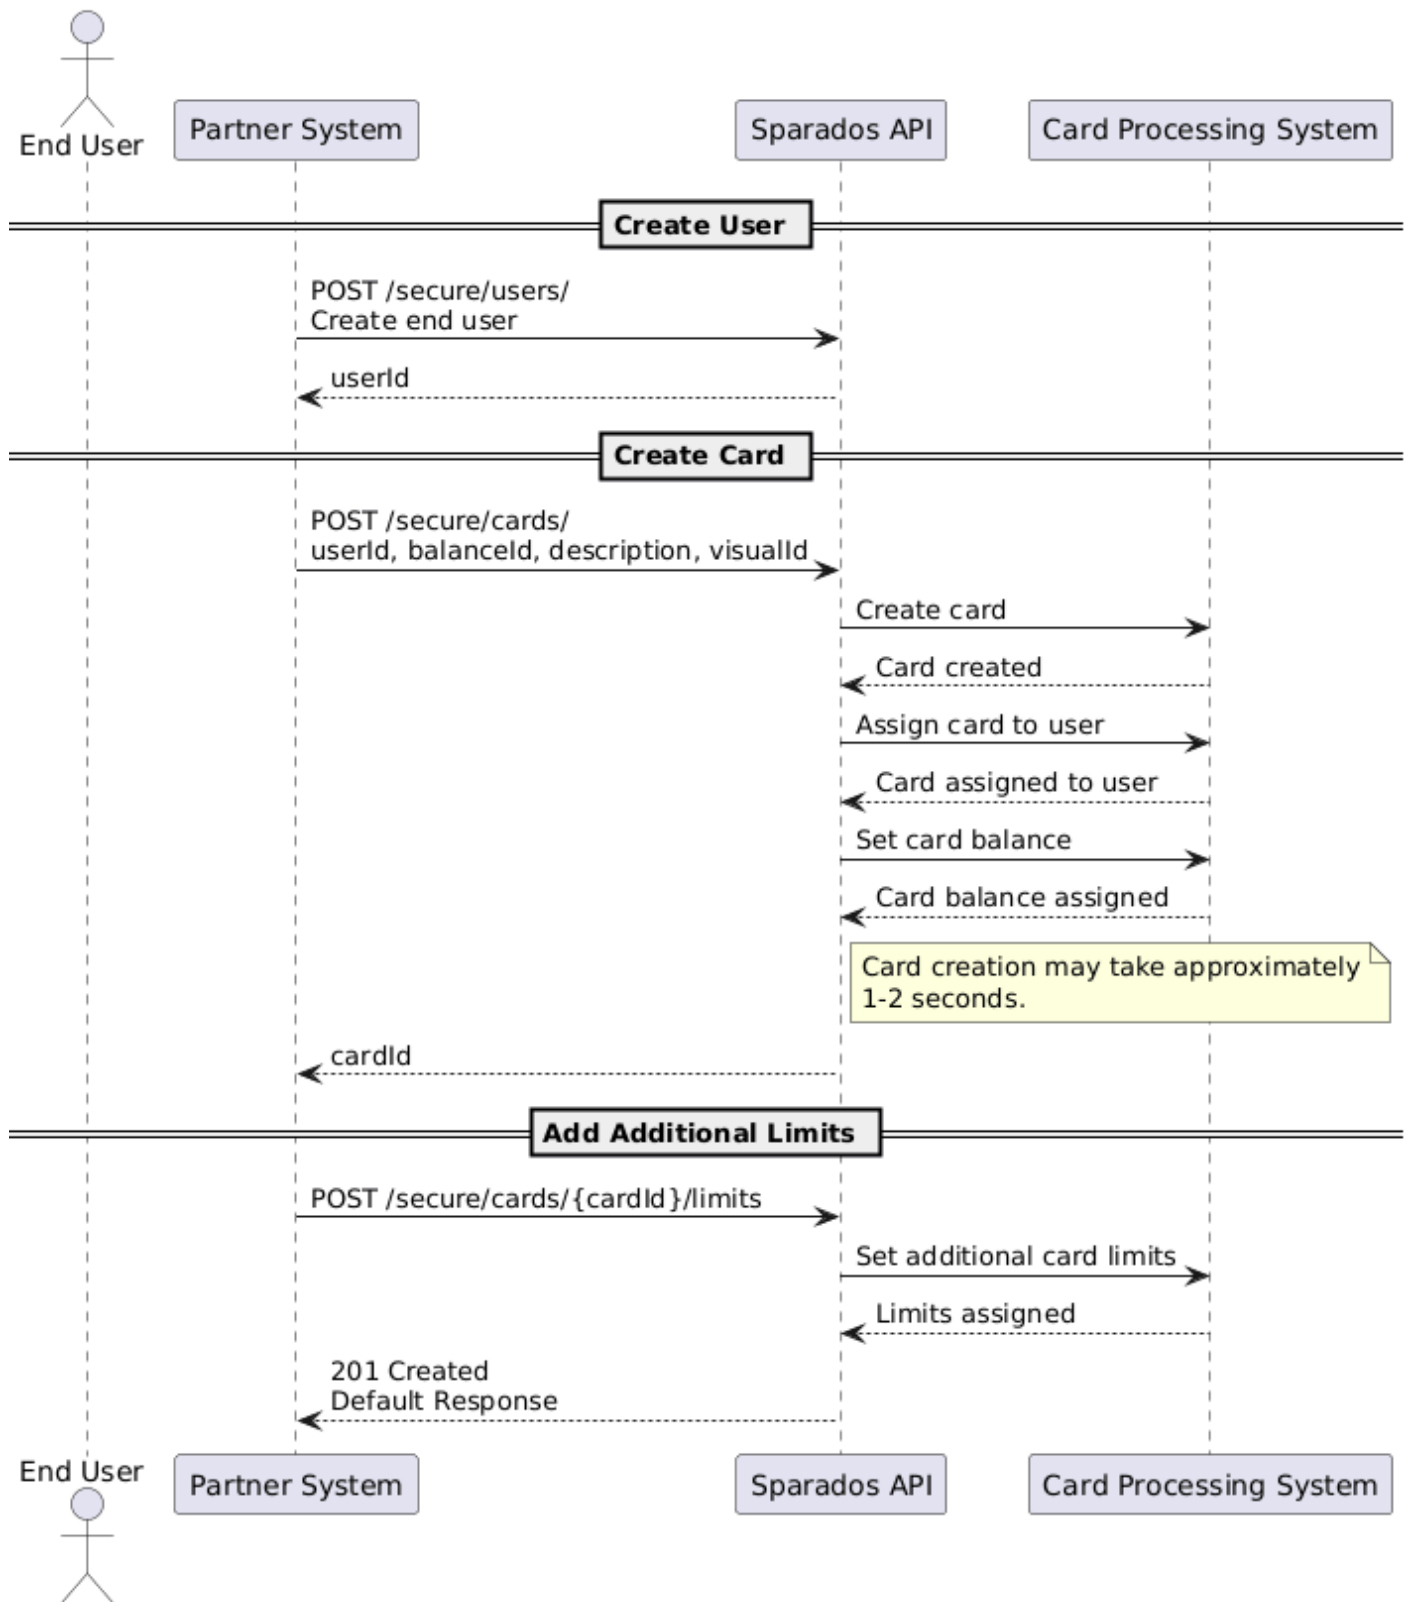 End User
Partner System
Sparados API
Card Processing System
Create User
POST /secure/users/
Create end user
userId
Create Card
POST /secure/cards/
userId, balanceId, description, visualId
Create card
Card created
Assign card to user
Card assigned to user
Set card balance
Card balance assigned
Card creation may take approximately
1-2 seconds.
cardId
Add Additional Limits
POST /secure/cards/{cardId}/limits
Set additional card limits
Limits assigned
201 Created
Default Response
End User
Partner System
Sparados API
Card Processing System